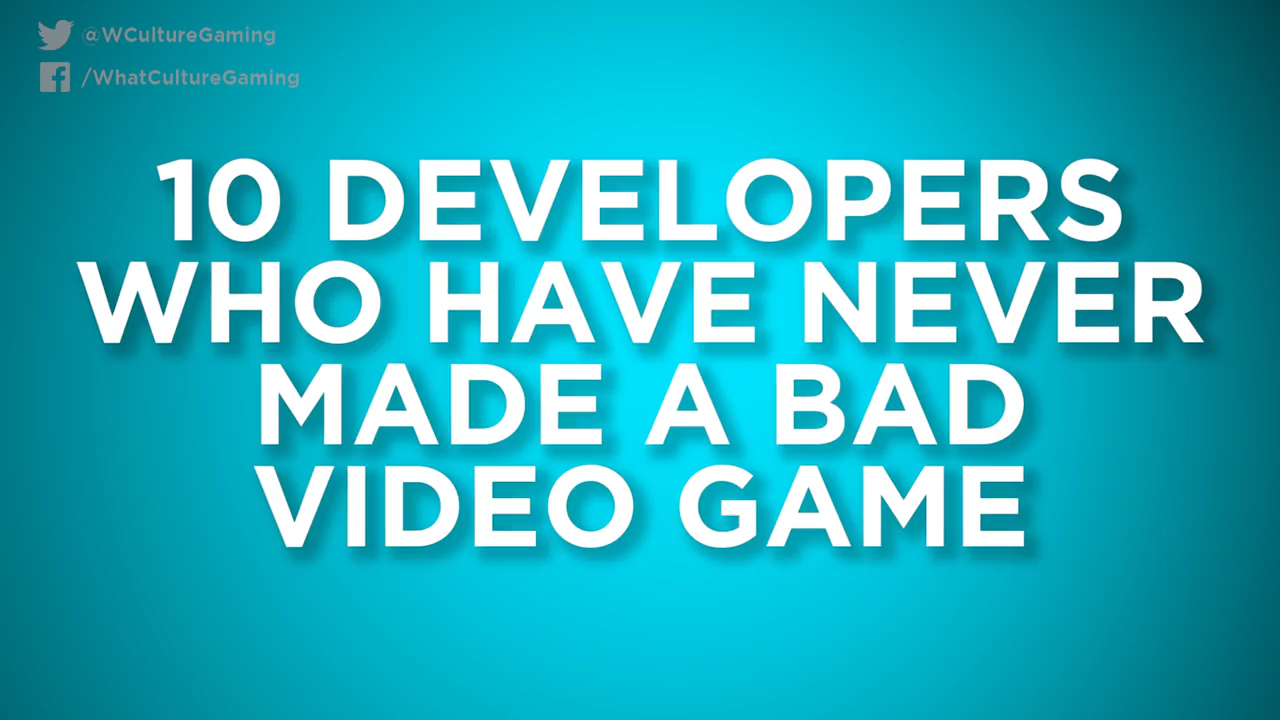 @WCultureGaming
/WhatCultureGaming
10 DEVELOPERS
WHO HAVE NEVER
MADE A BAD
VIDEO GAME